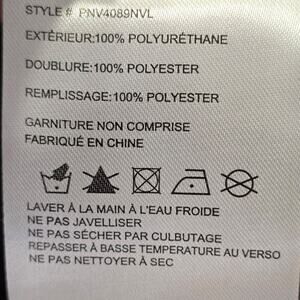 STYLE # PNV4089NVL
EXTÉRIEUR:100% POLYURÉTHANE
DOUBLURE:100% POLYESTER
REMPLISSAGE:100% POLYESTER
GARNITURE NON COMPRISE
FABRIQUÉ EN CHINE
LAVER À LA MAIN À L'EAU FROIDE
NE PAS JAVELLISER
NE PAS SÉCHER PAR CULBUTAGE
REPASSER À BASSE TEMPERATURE AU VERSO
NE PAS NETTOYER À SEC